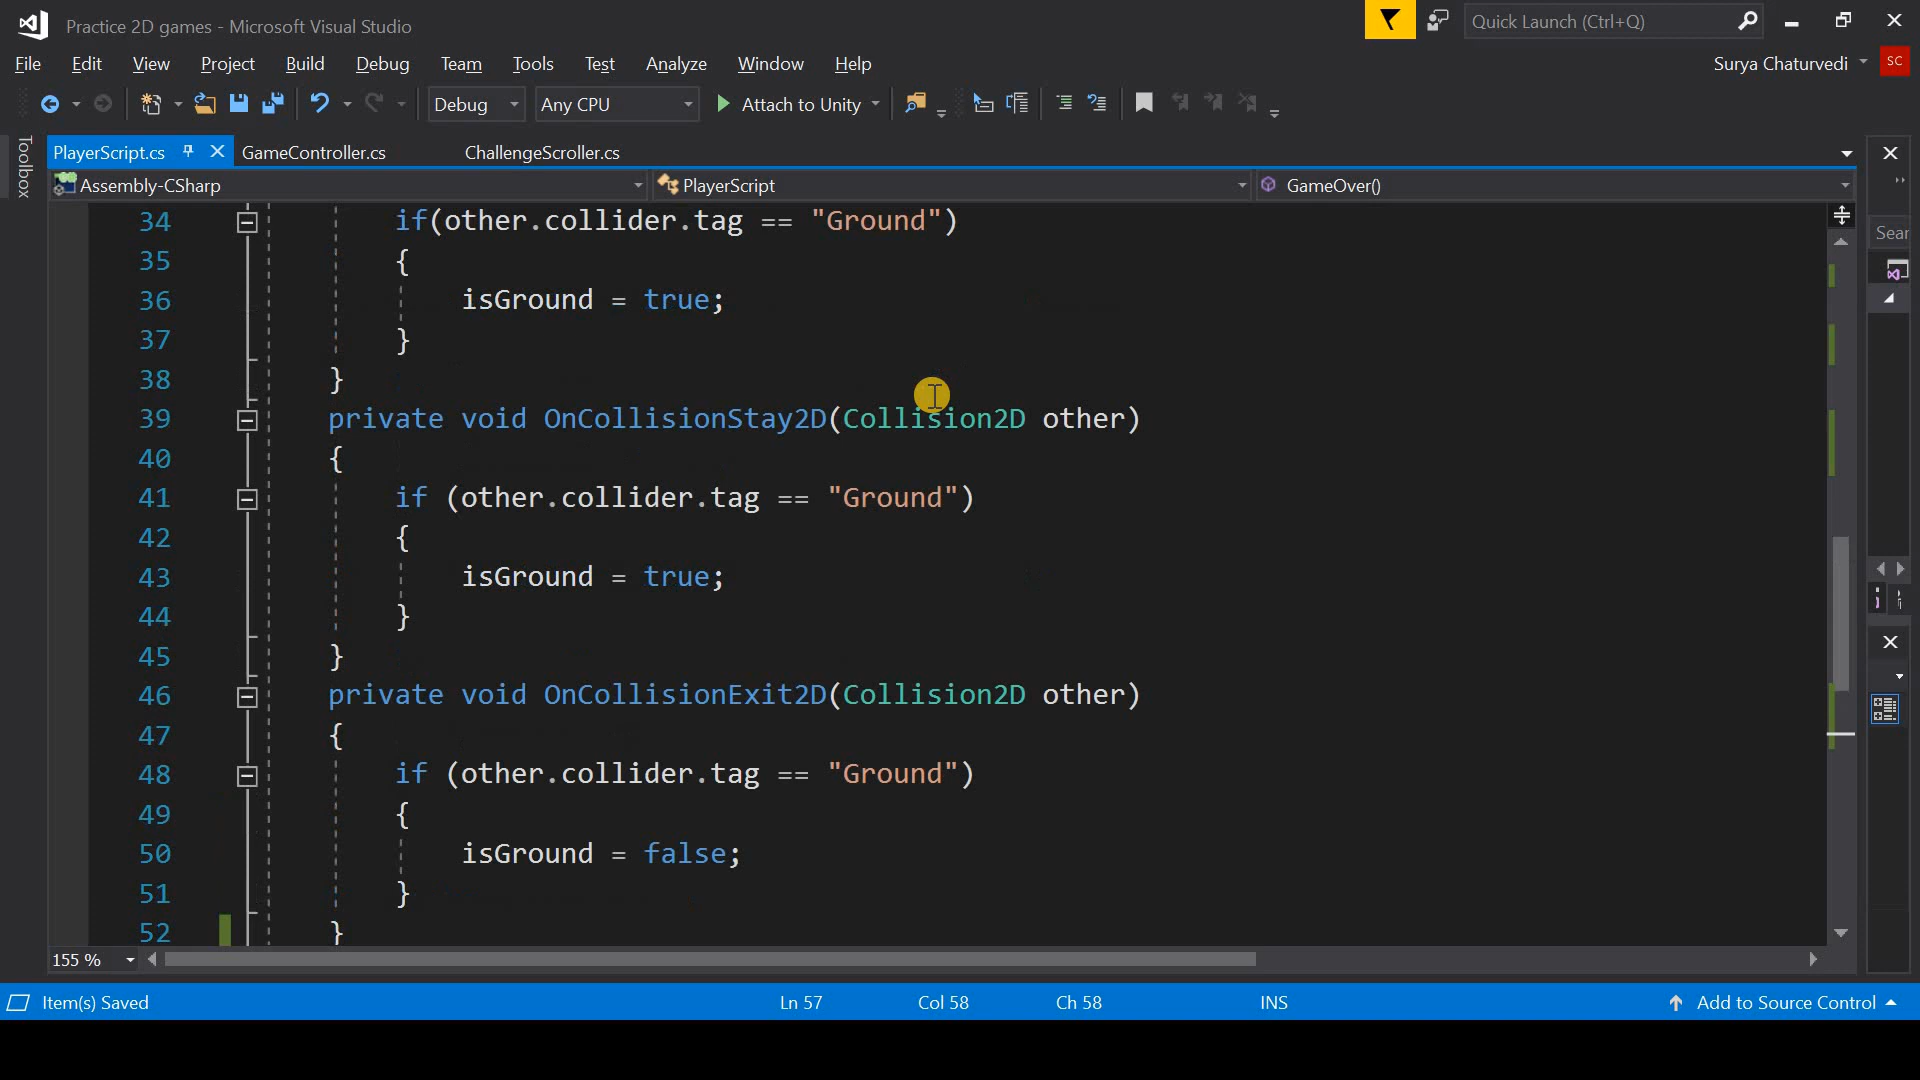 Practice 2D games - Microsoft Visual Studio
Quick Launch (Ctrl+Q)
File Edit View Project Build Debug Team Tools Test Analyze Window Help
Surya Chaturvedi SC
Debug Any CPU Attach to Unity
Toolbox
PlayerScript.cs GameController.cs ChallengeScroller.cs
Assembly-CSharp PlayerScript GameOver()
Sear
34 if(other.collider.tag == "Ground")
35 {
36 isGround = true;
37 }
38 }
39 private void OnCollisionStay2D(Collision2D other)
40 {
41 if (other.collider.tag == "Ground")
42 {
43 isGround = true;
44 }
45 }
46 private void OnCollisionExit2D(Collision2D other)
47 {
48 if (other.collider.tag == "Ground")
49 {
50 isGround = false;
51 }
52 }
155 %
Item(s) Saved Ln 57 Col 58 Ch 58 INS Add to Source Control